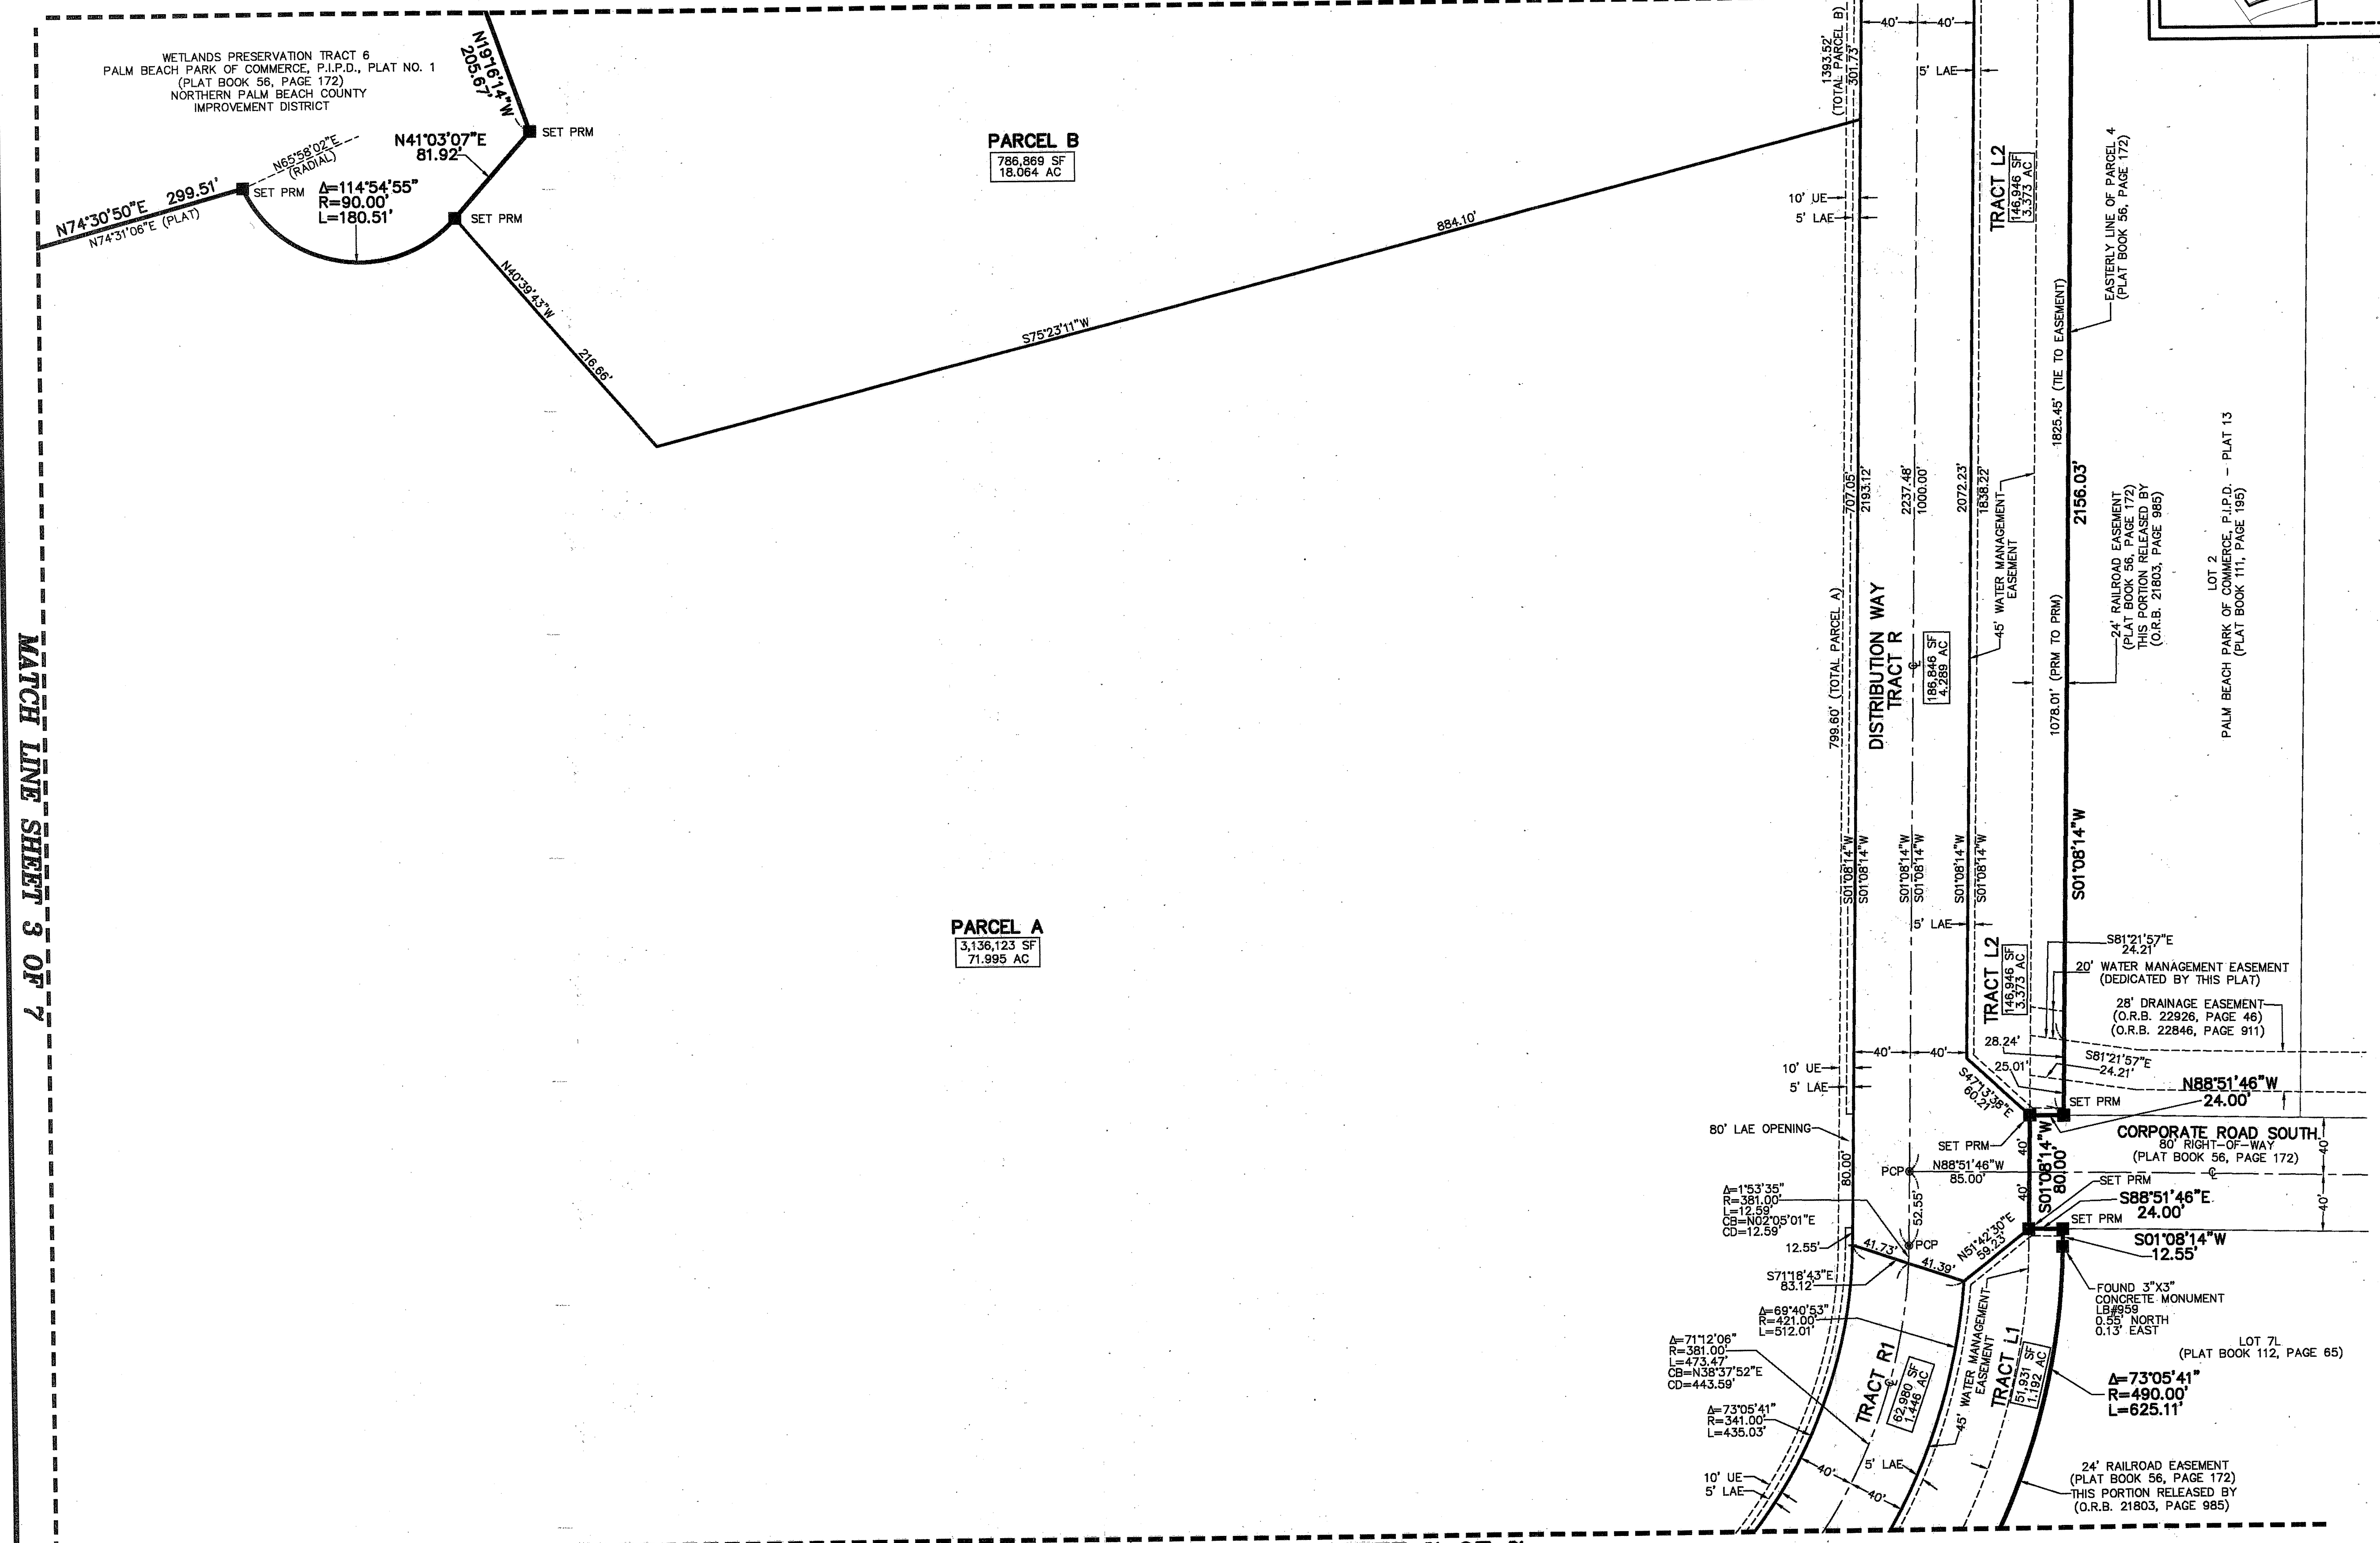 WETLANDS PRESERVATION TRACT 6
PALM BEACH PARK OF COMMERCE, P.I.P.D., PLAT NO. 1
(PLAT BOOK 56, PAGE 172)
NORTHERN PALM BEACH COUNTY
IMPROVEMENT DISTRICT
N19°16'14"W
205.67'
SET PRM
N41°03'07"E
81.92'
N65°58'02"E
(RADIAL)
SET PRM
Δ=114°54'55"
R=90.00'
L=180.51'
SET PRM
N74°30'50"E 299.51'
N74°31'06"E (PLAT)
N40°39'43"W
216.66'
PARCEL B
786,869 SF
18.064 AC
884.10'
S75°23'11"W
MATCH LINE SHEET 3 OF 7
PARCEL A
3,136,123 SF
71.995 AC
1393.52'
(TOTAL PARCEL B)
301.73'
40'
40'
5' LAE
10' UE
5' LAE
TRACT L2
146,946 SF
3.373 AC
EASTERLY LINE OF PARCEL 4
(PLAT BOOK 56, PAGE 172)
1825.45' (TIE TO EASEMENT)
707.05'
2193.12'
2237.48'
1000.00'
2072.23'
1838.22'
45' WATER MANAGEMENT
EASEMENT
2156.03'
24' RAILROAD EASEMENT
(PLAT BOOK 56, PAGE 172)
THIS PORTION RELEASED BY
(O.R.B. 21803, PAGE 985)
LOT 2
PALM BEACH PARK OF COMMERCE, P.I.P.D. - PLAT 13
(PLAT BOOK 111, PAGE 195)
799.60' (TOTAL PARCEL A)
DISTRIBUTION WAY
TRACT R
℄
186,846 SF
4.289 AC
1078.01' (PRM TO PRM)
S01°08'14"W
S01°08'14"W
S01°08'14"W
S01°08'14"W
S01°08'14"W
S01°08'14"W
S01°08'14"W
5' LAE
TRACT L2
146,946 SF
3.373 AC
S81°21'57"E
24.21'
20' WATER MANAGEMENT EASEMENT
(DEDICATED BY THIS PLAT)
28' DRAINAGE EASEMENT
(O.R.B. 22926, PAGE 46)
(O.R.B. 22846, PAGE 911)
28.24'
S81°21'57"E
24.21'
25.01'
40'
40'
10' UE
5' LAE
S47°13'38"E
60.21'
N88°51'46"W
24.00'
SET PRM
80' LAE OPENING
80.00'
SET PRM
CORPORATE ROAD SOUTH
80' RIGHT-OF-WAY
(PLAT BOOK 56, PAGE 172)
40'
40'
S01°08'14"W
80.00'
PCP
N88°51'46"W
85.00'
℄
40'
40'
SET PRM
S88°51'46"E
24.00'
SET PRM
Δ=1°53'35"
R=381.00'
L=12.59'
CB=N02°05'01"E
CD=12.59'
52.55'
PCP
12.55'
41.73'
41.39'
S71°18'43"E
83.12'
N51°42'30"E
59.23'
S01°08'14"W
12.55'
FOUND 3"X3"
CONCRETE MONUMENT
LB#959
0.55' NORTH
0.13' EAST
LOT 7L
(PLAT BOOK 112, PAGE 65)
Δ=69°40'53"
R=421.00'
L=512.01'
Δ=71°12'06"
R=381.00'
L=473.47'
CB=N38°37'52"E
CD=443.59'
Δ=73°05'41"
R=341.00'
L=435.03'
TRACT R1
℄
62,980 SF
1.446 AC
45' WATER MANAGEMENT
EASEMENT
TRACT L1
51,931 SF
1.192 AC
Δ=73°05'41"
R=490.00'
L=625.11'
10' UE
5' LAE
40'
40'
5' LAE
24' RAILROAD EASEMENT
(PLAT BOOK 56, PAGE 172)
THIS PORTION RELEASED BY
(O.R.B. 21803, PAGE 985)